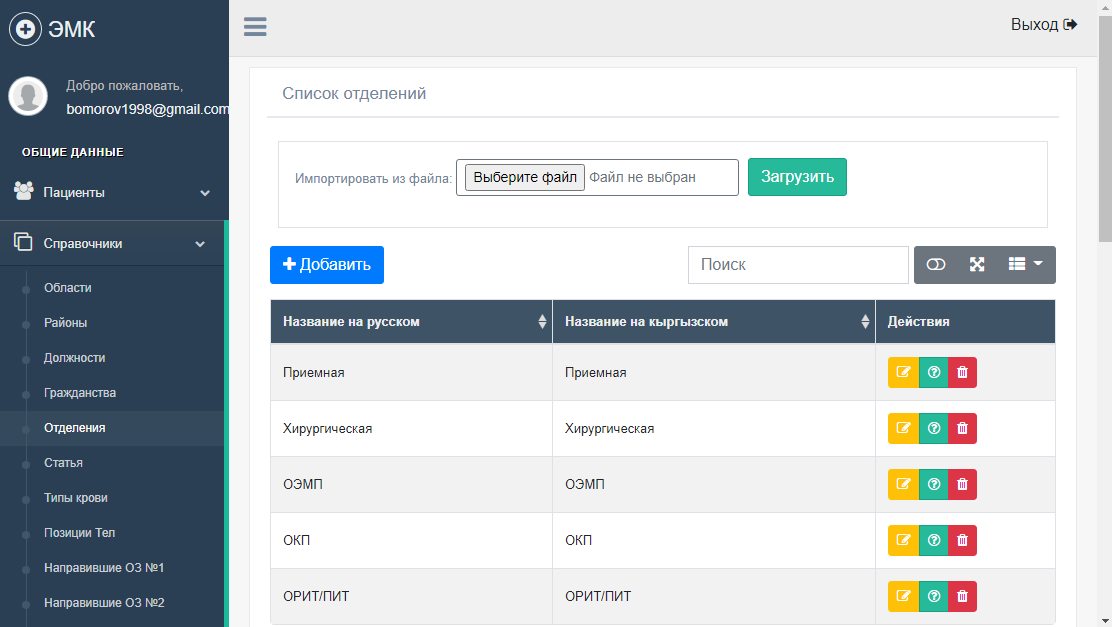 ЭМК
Выход
Добро пожаловать,
bomorov1998@gmail.com
ОБЩИЕ ДАННЫЕ
Пациенты
Справочники
Области
Районы
Должности
Гражданства
Отделения
Статья
Типы крови
Позиции Тел
Направившие ОЗ №1
Направившие ОЗ №2
Список отделений
Импортировать из файла: Выберите файл Файл не выбран Загрузить
Добавить Поиск
Название на русском Название на кыргызском Действия
Приемная Приемная
Хирургическая Хирургическая
ОЭМП ОЭМП
ОКП ОКП
ОРИТ/ПИТ ОРИТ/ПИТ